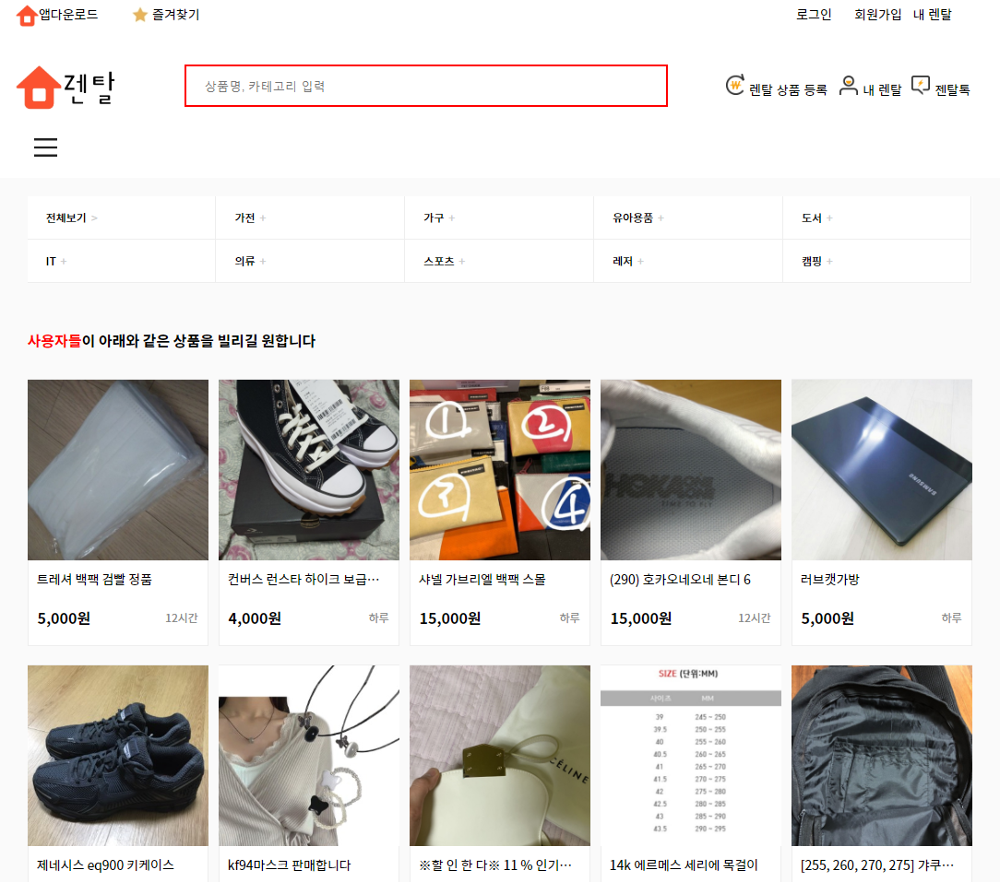 앱다운로드 즐겨찾기 로그인 회원가입 내 렌탈
젠탈 상품명, 카테고리 입력 렌탈 상품 등록 내 렌탈 젠탈톡
전체보기 > 가전 + 가구 + 유아용품 + 도서 +
IT + 의류 + 스포츠 + 레저 + 캠핑 +
사용자들이 아래와 같은 상품을 빌리길 원합니다
① ② ③ ④
HOKA ONE ONE
TIME TO FLY
SAMSUNG
트레셔 백팩 검빨 정품 컨버스 런스타 하이크 보급… 샤넬 가브리엘 백팩 스몰 (290) 호카오네오네 본디 6 러브캣가방
5,000원 12시간 4,000원 하루 15,000원 하루 15,000원 12시간 5,000원 하루
CÉLINE
SIZE (단위:MM)
사이즈 MM
39 245 ~ 250
39.5 250 ~ 255
40 255 ~ 260
40.5 260 ~ 265
41 265 ~ 270
41.5 270 ~ 275
42 275 ~ 280
42.5 280 ~ 285
43 285 ~ 290
43.5 290 ~ 295
제네시스 eq900 키케이스 kf94마스크 판매합니다 ※할 인 한 다※ 11 % 인기… 14k 에르메스 세리에 목걸이 [255, 260, 270, 275] 갸쿠…